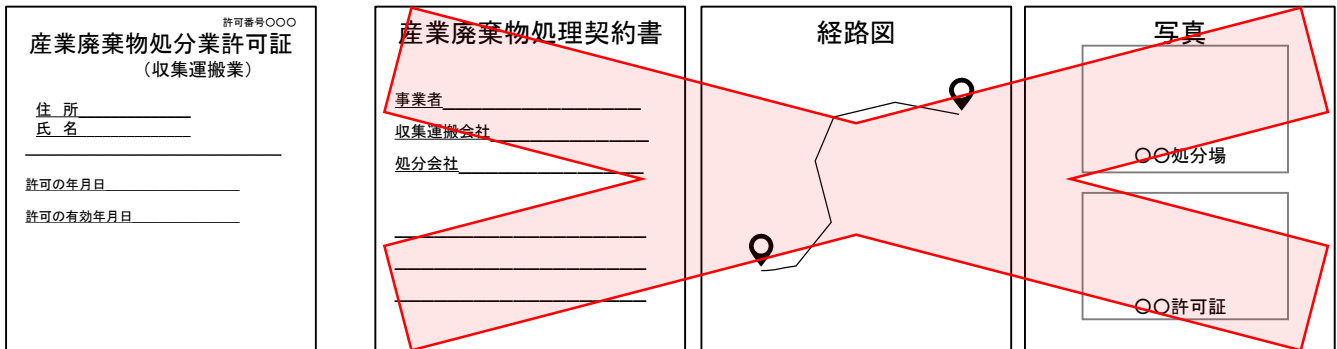 許可番号〇〇〇
産業廃棄物処分業許可証
（収集運搬業）
住 所
氏 名
許可の年月日
許可の有効年月日
産業廃棄物処理契約書
事業者
収集運搬会社
処分会社
経路図
写真
〇〇処分場
〇〇許可証